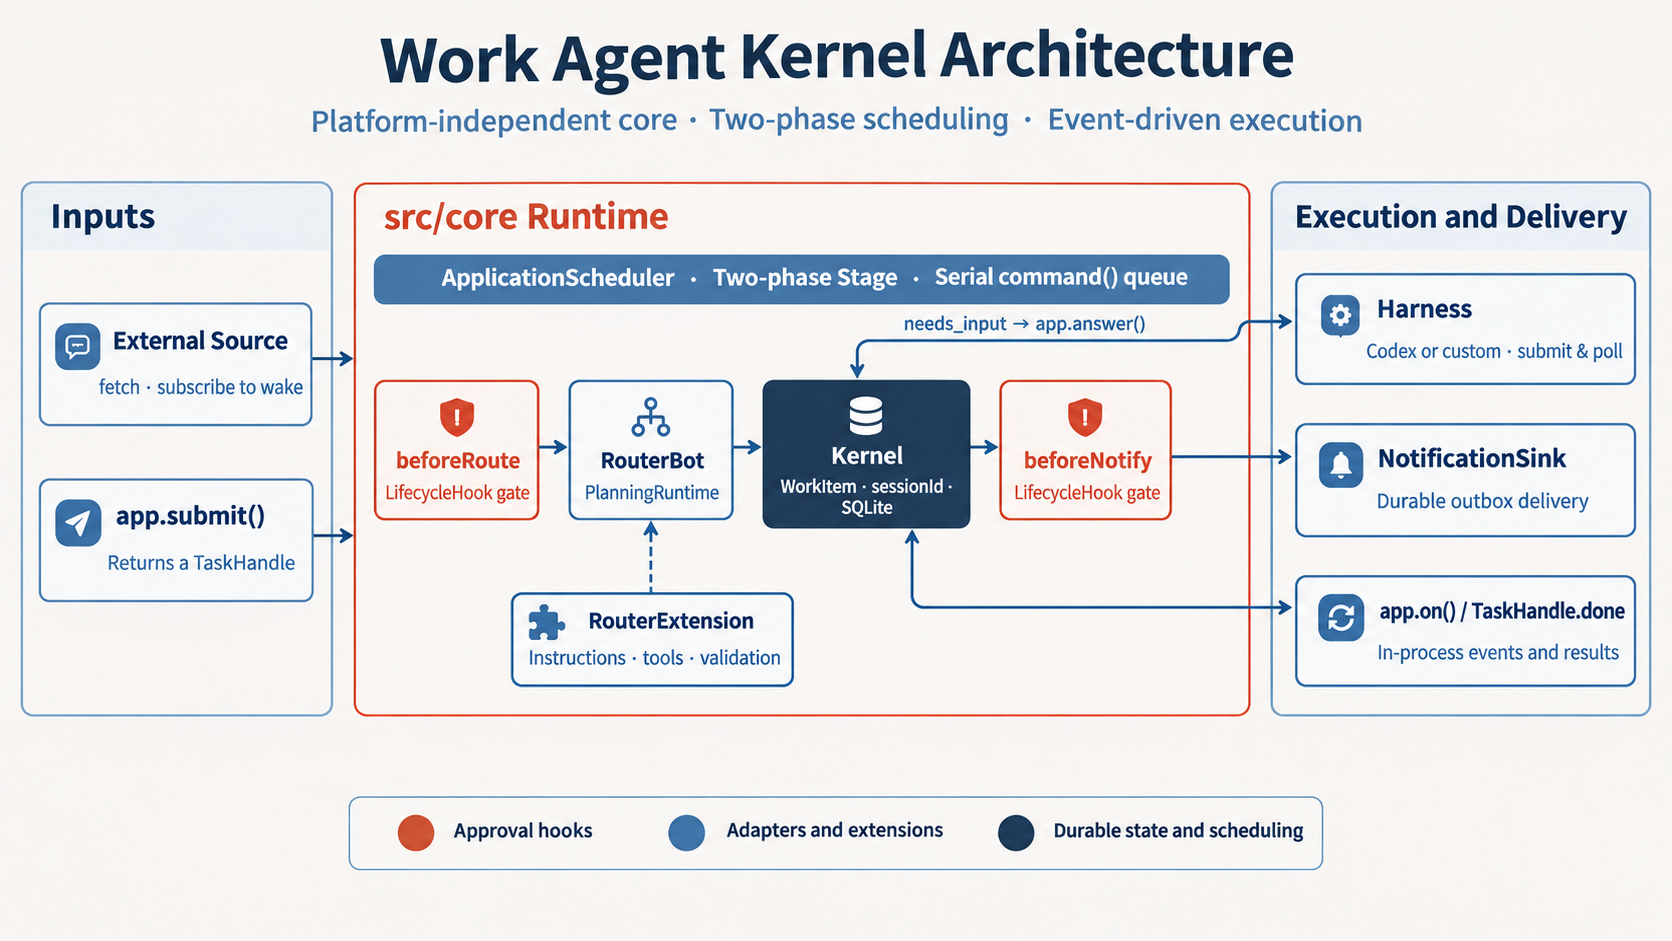 Work Agent Kernel Architecture
Platform-independent core · Two-phase scheduling · Event-driven execution
Inputs
External Source
fetch · subscribe to wake
app.submit()
Returns a TaskHandle
src/core Runtime
ApplicationScheduler · Two-phase Stage · Serial command() queue
needs_input → app.answer()
beforeRoute
LifecycleHook gate
RouterBot
PlanningRuntime
Kernel
WorkItem · sessionId ·
SQLite
beforeNotify
LifecycleHook gate
RouterExtension
Instructions · tools · validation
Execution and Delivery
Harness
Codex or custom · submit & poll
NotificationSink
Durable outbox delivery
app.on() / TaskHandle.done
In-process events and results
Approval hooks
Adapters and extensions
Durable state and scheduling